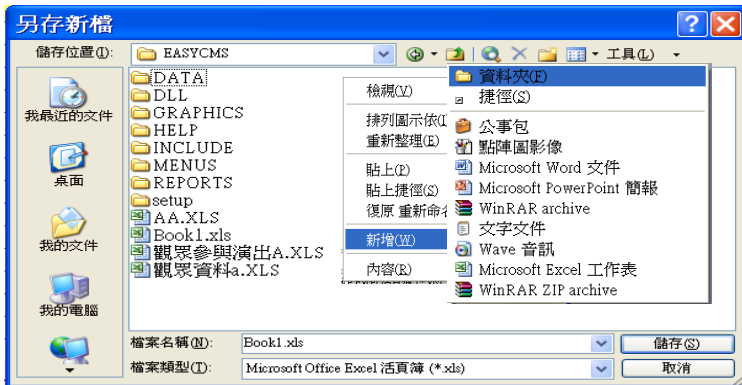 另存新檔
儲存位置(I):
EASYCMS
工具(L)
我最近的文件
桌面
我的文件
我的電腦
DATA
DLL
GRAPHICS
HELP
INCLUDE
MENUS
REPORTS
setup
AA.XLS
Book1.xls
觀眾參與演出A.XLS
觀眾資料a.XLS
檢視(V)
排列圖示依(I
重新整理(E)
貼上(P)
貼上捷徑(S)
復原 重新命名
新增(W)
內容(R)
資料夾(F)
捷徑(S)
公事包
點陣圖影像
Microsoft Word 文件
Microsoft PowerPoint 簡報
WinRAR archive
文字文件
Wave 音訊
Microsoft Excel 工作表
WinRAR ZIP archive
檔案名稱(N):
Book1.xls
儲存(S)
檔案類型(T):
Microsoft Office Excel 活頁簿 (*.xls)
取消